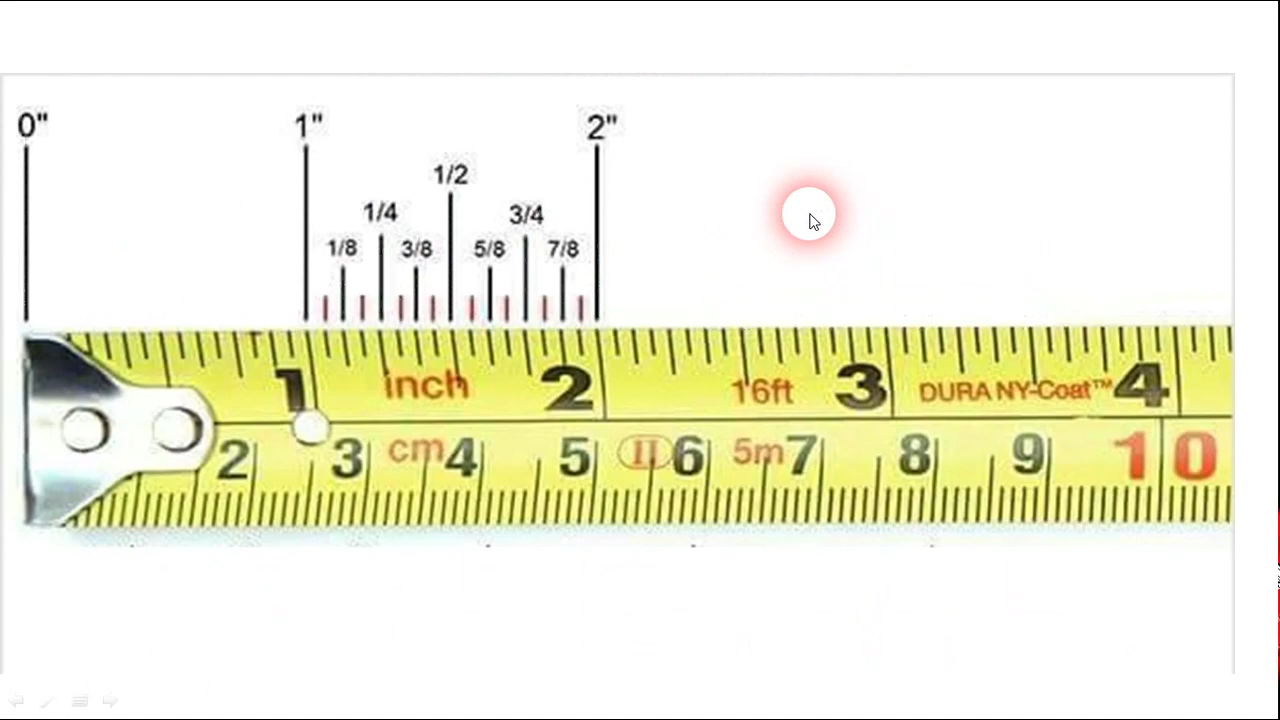 0" 1" 2"
1/2
1/4 3/4
1/8 3/8 5/8 7/8
1 inch 2 16ft 3 DURA NY-Coat™ 4
2 3 cm 4 5 II 6 5m 7 8 9 10